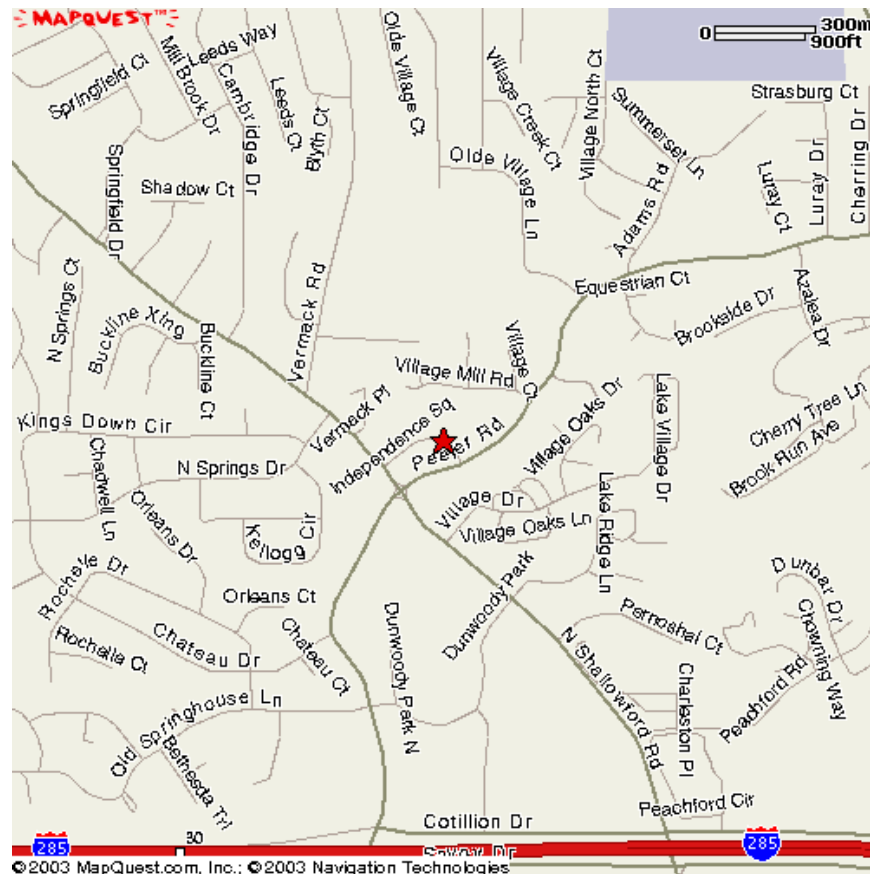 MAPQUEST™
0 300m
900ft
Springfield Ct
Mill Brook Dr
Leeds Way
Cambridge Dr
Leeds Ct
Blyth Ct
Olde Village Ct
Village Creek Ct
Village North Ct
Summerset Ln
Strasburg Ct
Luray Dr
Cherring Dr
Springfield Dr
Shadow Ct
Olde Village Ln
Adams Rd
Luray Ct
N Springs Ct
Vermack Rd
Equestrian Ct
Azalea Dr
Buckline Xing
Buckline Ct
Village Ct
Brookside Dr
Village Mill Rd
Kings Down Cir
Vermack Pl
Independence Sq
Peeler Rd
Village Oaks Dr
Lake Village Dr
Cherry Tree Ln
Brook Run Ave
Chadwell Ln
N Springs Dr
Orleans Dr
Kellogg Cir
Village Dr
Village Oaks Ln
Lake Ridge Ln
Rochelle Dr
Orleans Ct
Dunwoody Park
Dunbar Dr
Rochella Ct
Chateau Dr
Chateau Ct
Dunwoody Park N
N Shallowford Rd
Pernoshal Ct
Chowning Way
Peachford Rd
Charleston Pl
Old Springhouse Ln
Bethesda Trl
Peachford Cir
Cotillion Dr
30
285
285
©2003 MapQuest.com, Inc.; ©2003 Navigation Technologies